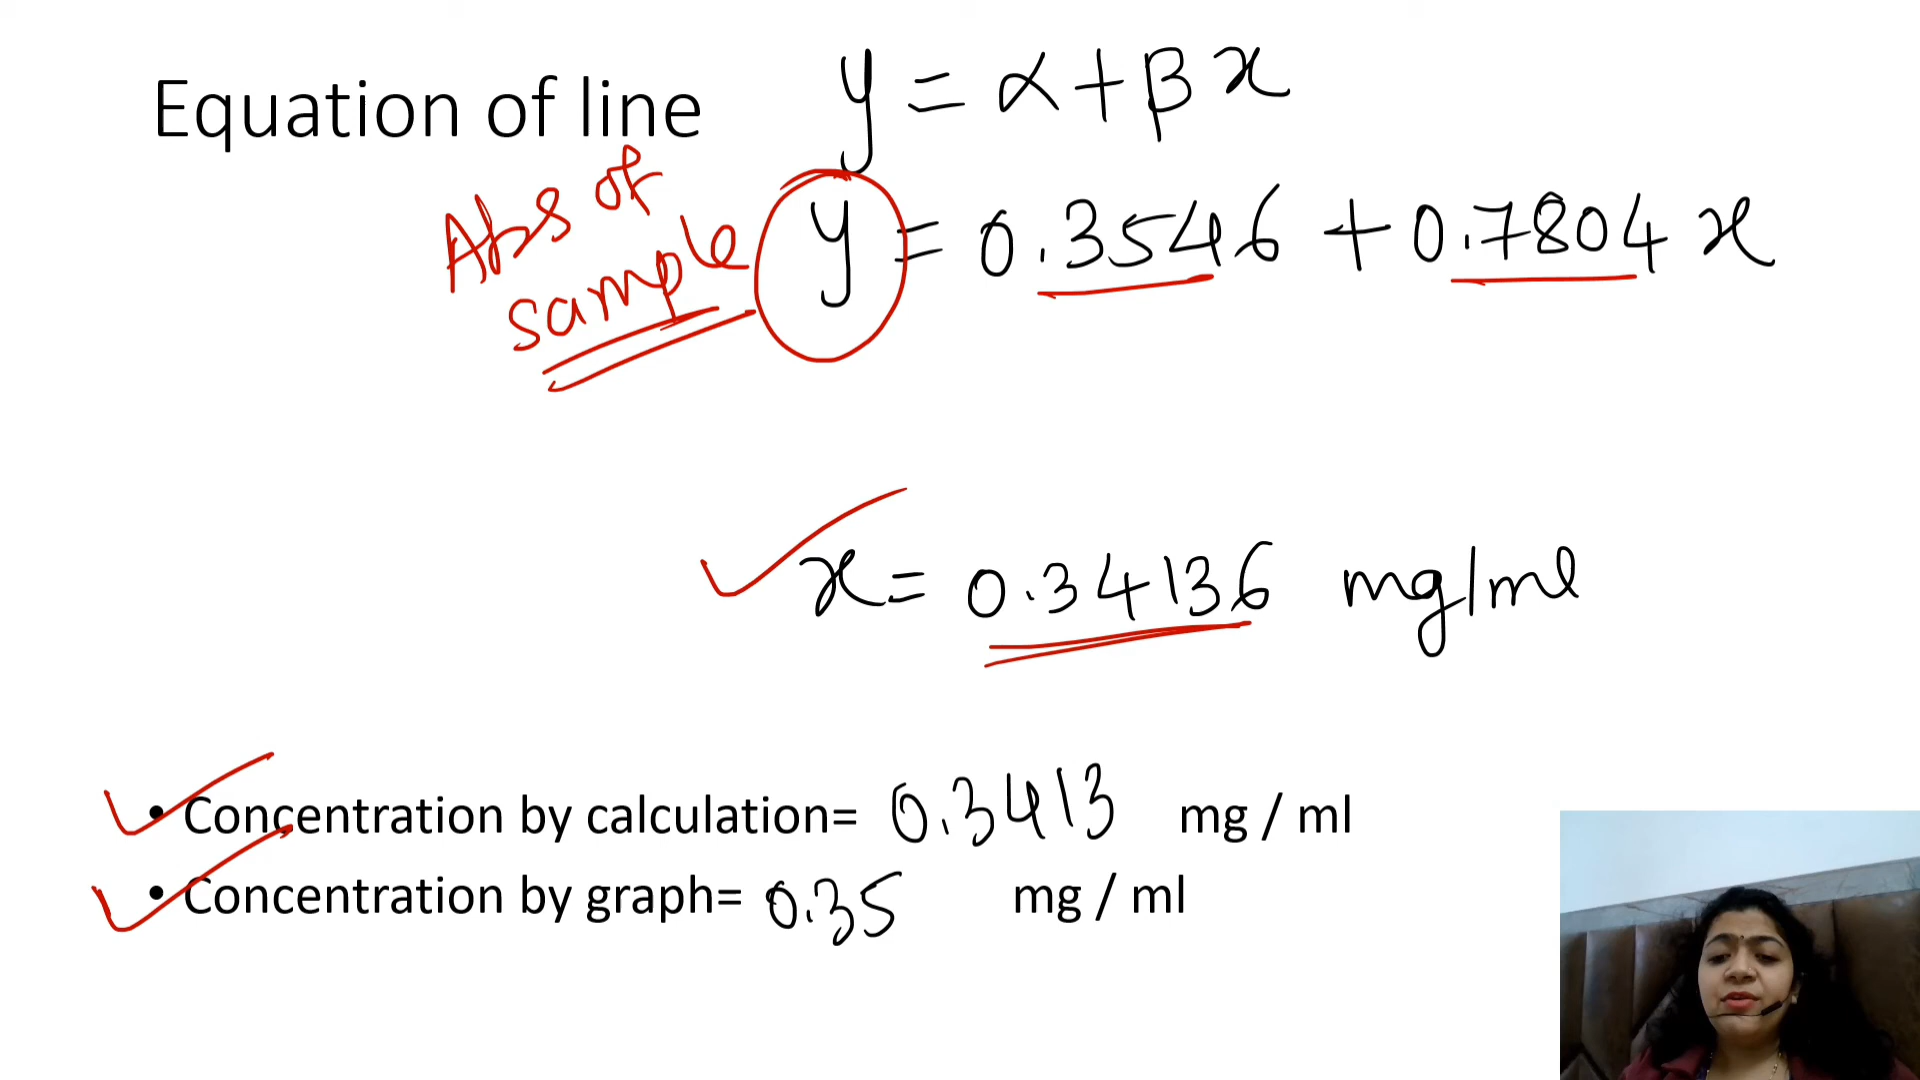 Equation of line y = α + β x
Abs of
sample y = 0.3546 + 0.7804 x
x = 0.34136 mg/ml
• Concentration by calculation= 0.3413 mg / ml
• Concentration by graph= 0.35 mg / ml